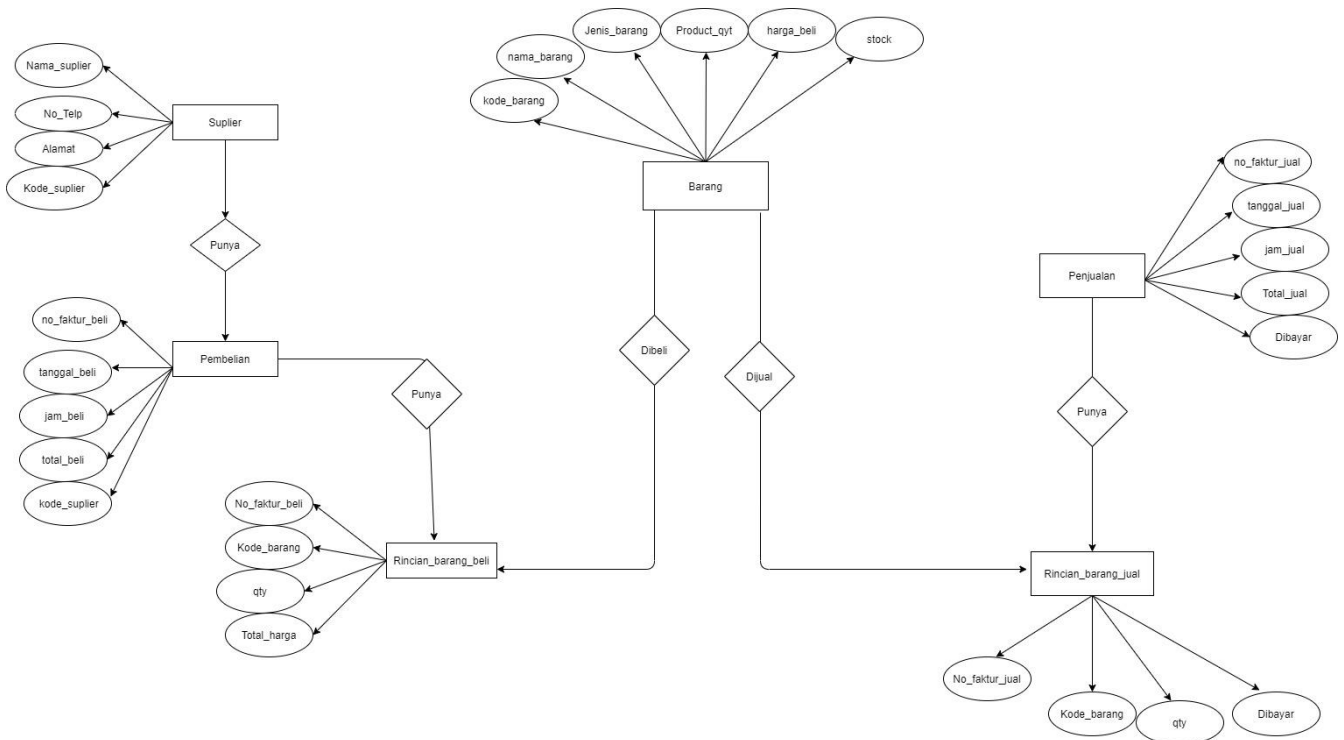 Nama_suplier
No_Telp
Alamat
Kode_suplier
Suplier
Punya
no_faktur_beli
tanggal_beli
jam_beli
total_beli
kode_suplier
Pembelian
Punya
No_faktur_beli
Kode_barang
qty
Total_harga
Rincian_barang_beli
kode_barang
nama_barang
Jenis_barang
Product_qyt
harga_beli
stock
Barang
Dibeli
Dijual
Penjualan
no_faktur_jual
tanggal_jual
jam_jual
Total_jual
Dibayar
Punya
Rincian_barang_jual
No_faktur_jual
Kode_barang
qty
Dibayar